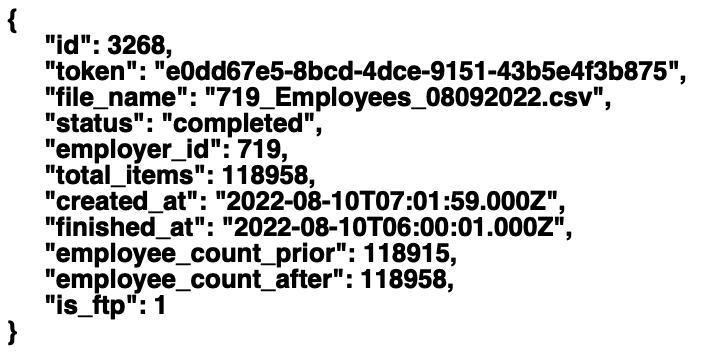 {
"id": 3268,
"token": "e0dd67e5-8bcd-4dce-9151-43b5e4f3b875",
"file_name": "719_Employees_08092022.csv",
"status": "completed",
"employer_id": 719,
"total_items": 118958,
"created_at": "2022-08-10T07:01:59.000Z",
"finished_at": "2022-08-10T06:00:01.000Z",
"employee_count_prior": 118915,
"employee_count_after": 118958,
"is_ftp": 1
}